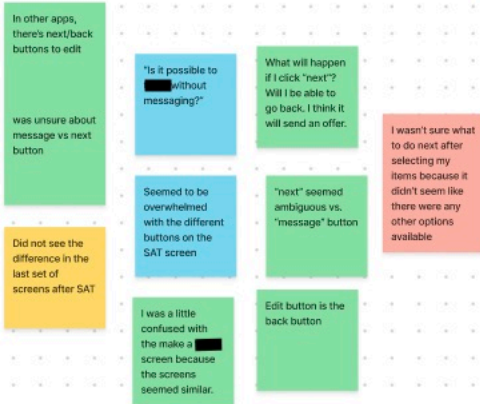 In other apps,
there's next/back
buttons to edit
was unsure about
message vs next
button
"Is it possible to
without
messaging?"
What will happen
if I click "next"?
Will I be able to
go back. I think it
will send an offer.
I wasn't sure what
to do next after
selecting my
items because it
didn't seem like
there were any
other options
available
Seemed to be
overwhelmed
with the different
buttons on the
SAT screen
"next" seemed
ambiguous vs.
"message" button
Did not see the
difference in the
last set of
screens after SAT
I was a little
confused with
the make a
screen because
the screens
seemed similar.
Edit button is the
back button